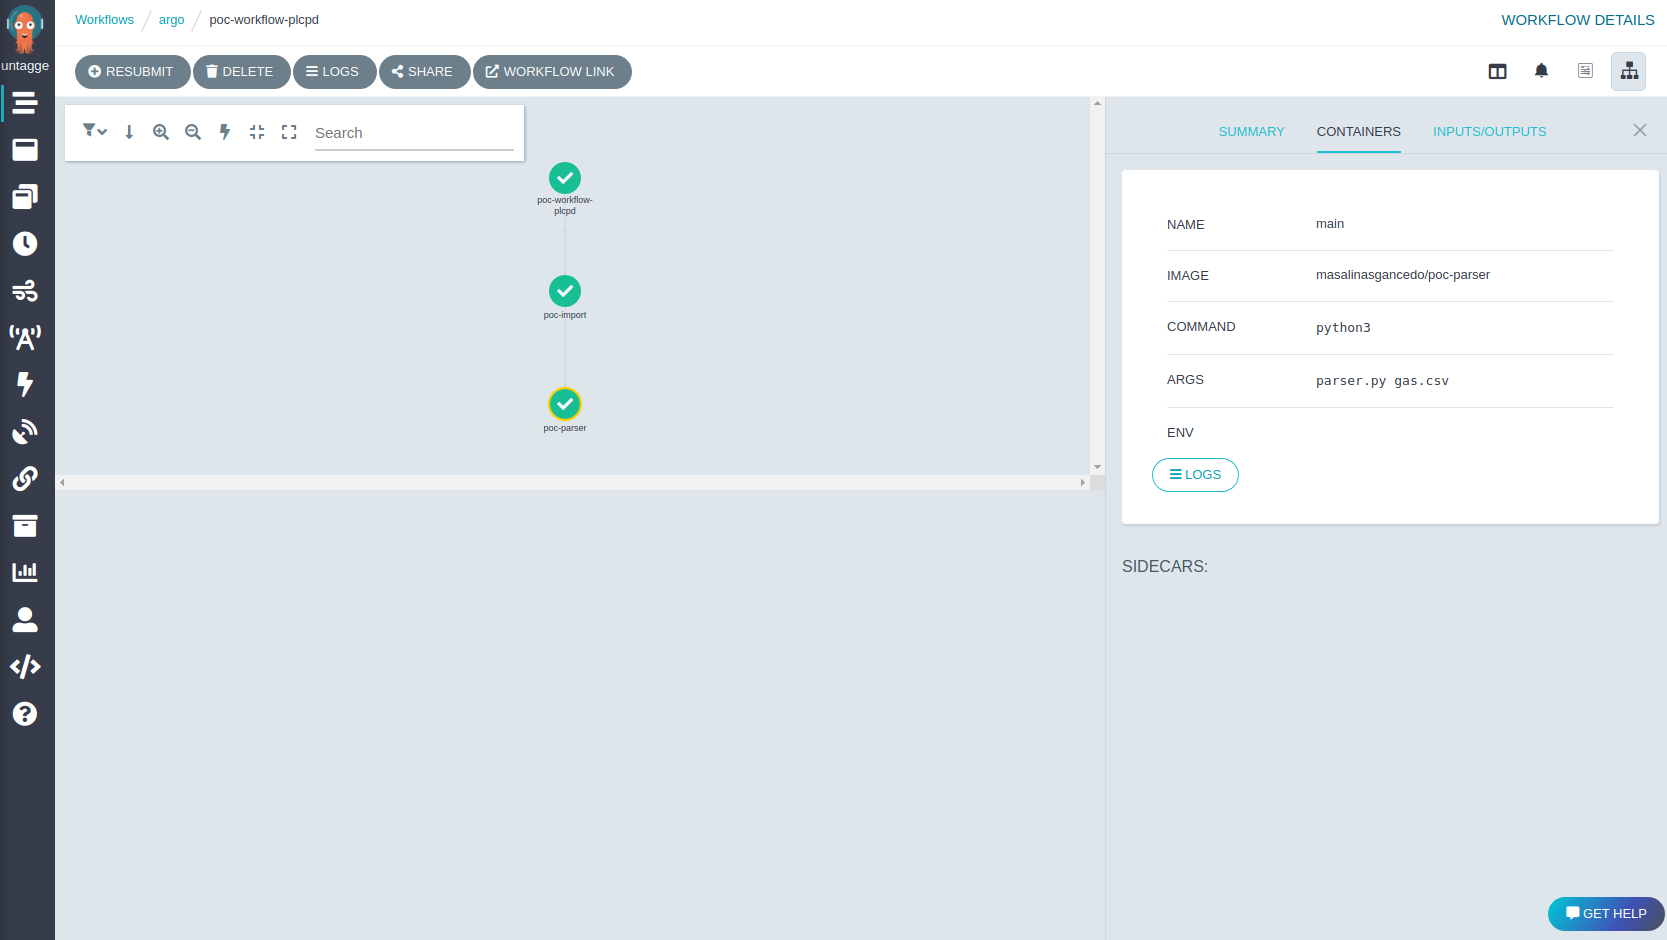 Workflows / argo / poc-workflow-plcpd
WORKFLOW DETAILS
untagge
RESUBMIT DELETE LOGS SHARE WORKFLOW LINK
Search
poc-workflow-
plcpd
poc-import
poc-parser
SUMMARY CONTAINERS INPUTS/OUTPUTS
NAME main
IMAGE masalinasgancedo/poc-parser
COMMAND python3
ARGS parser.py gas.csv
ENV
LOGS
SIDECARS:
GET HELP